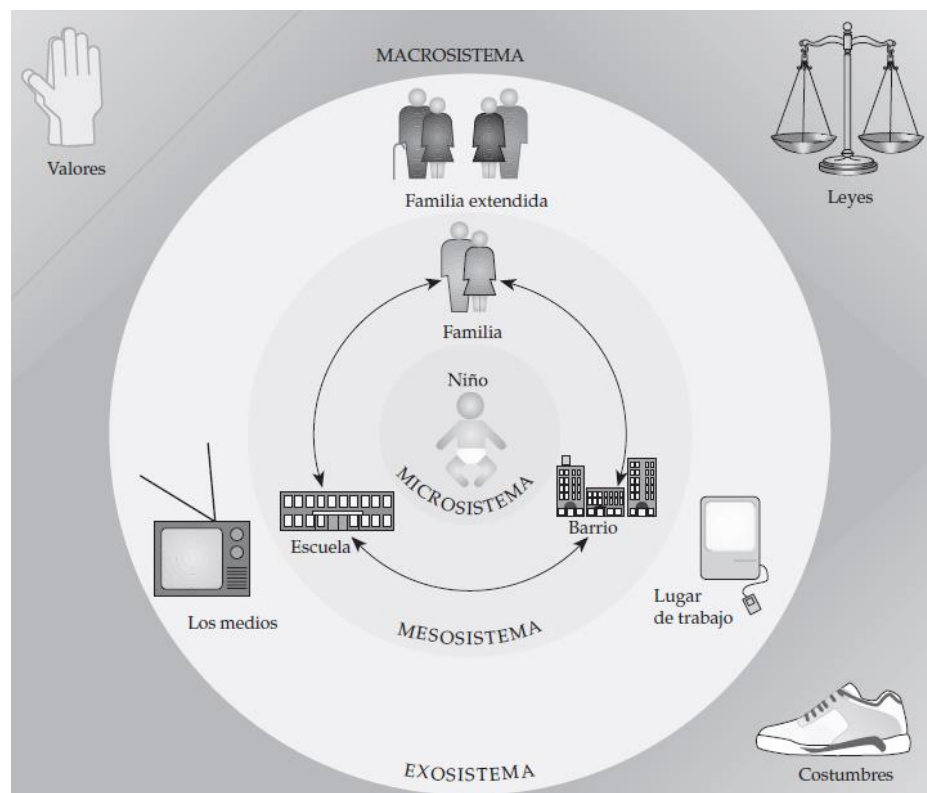 MACROSISTEMA
Valores
Leyes
Familia extendida
Familia
Niño
MICROSISTEMA
Escuela
Barrio
Los medios
Lugar
de trabajo
MESOSISTEMA
EXOSISTEMA
Costumbres